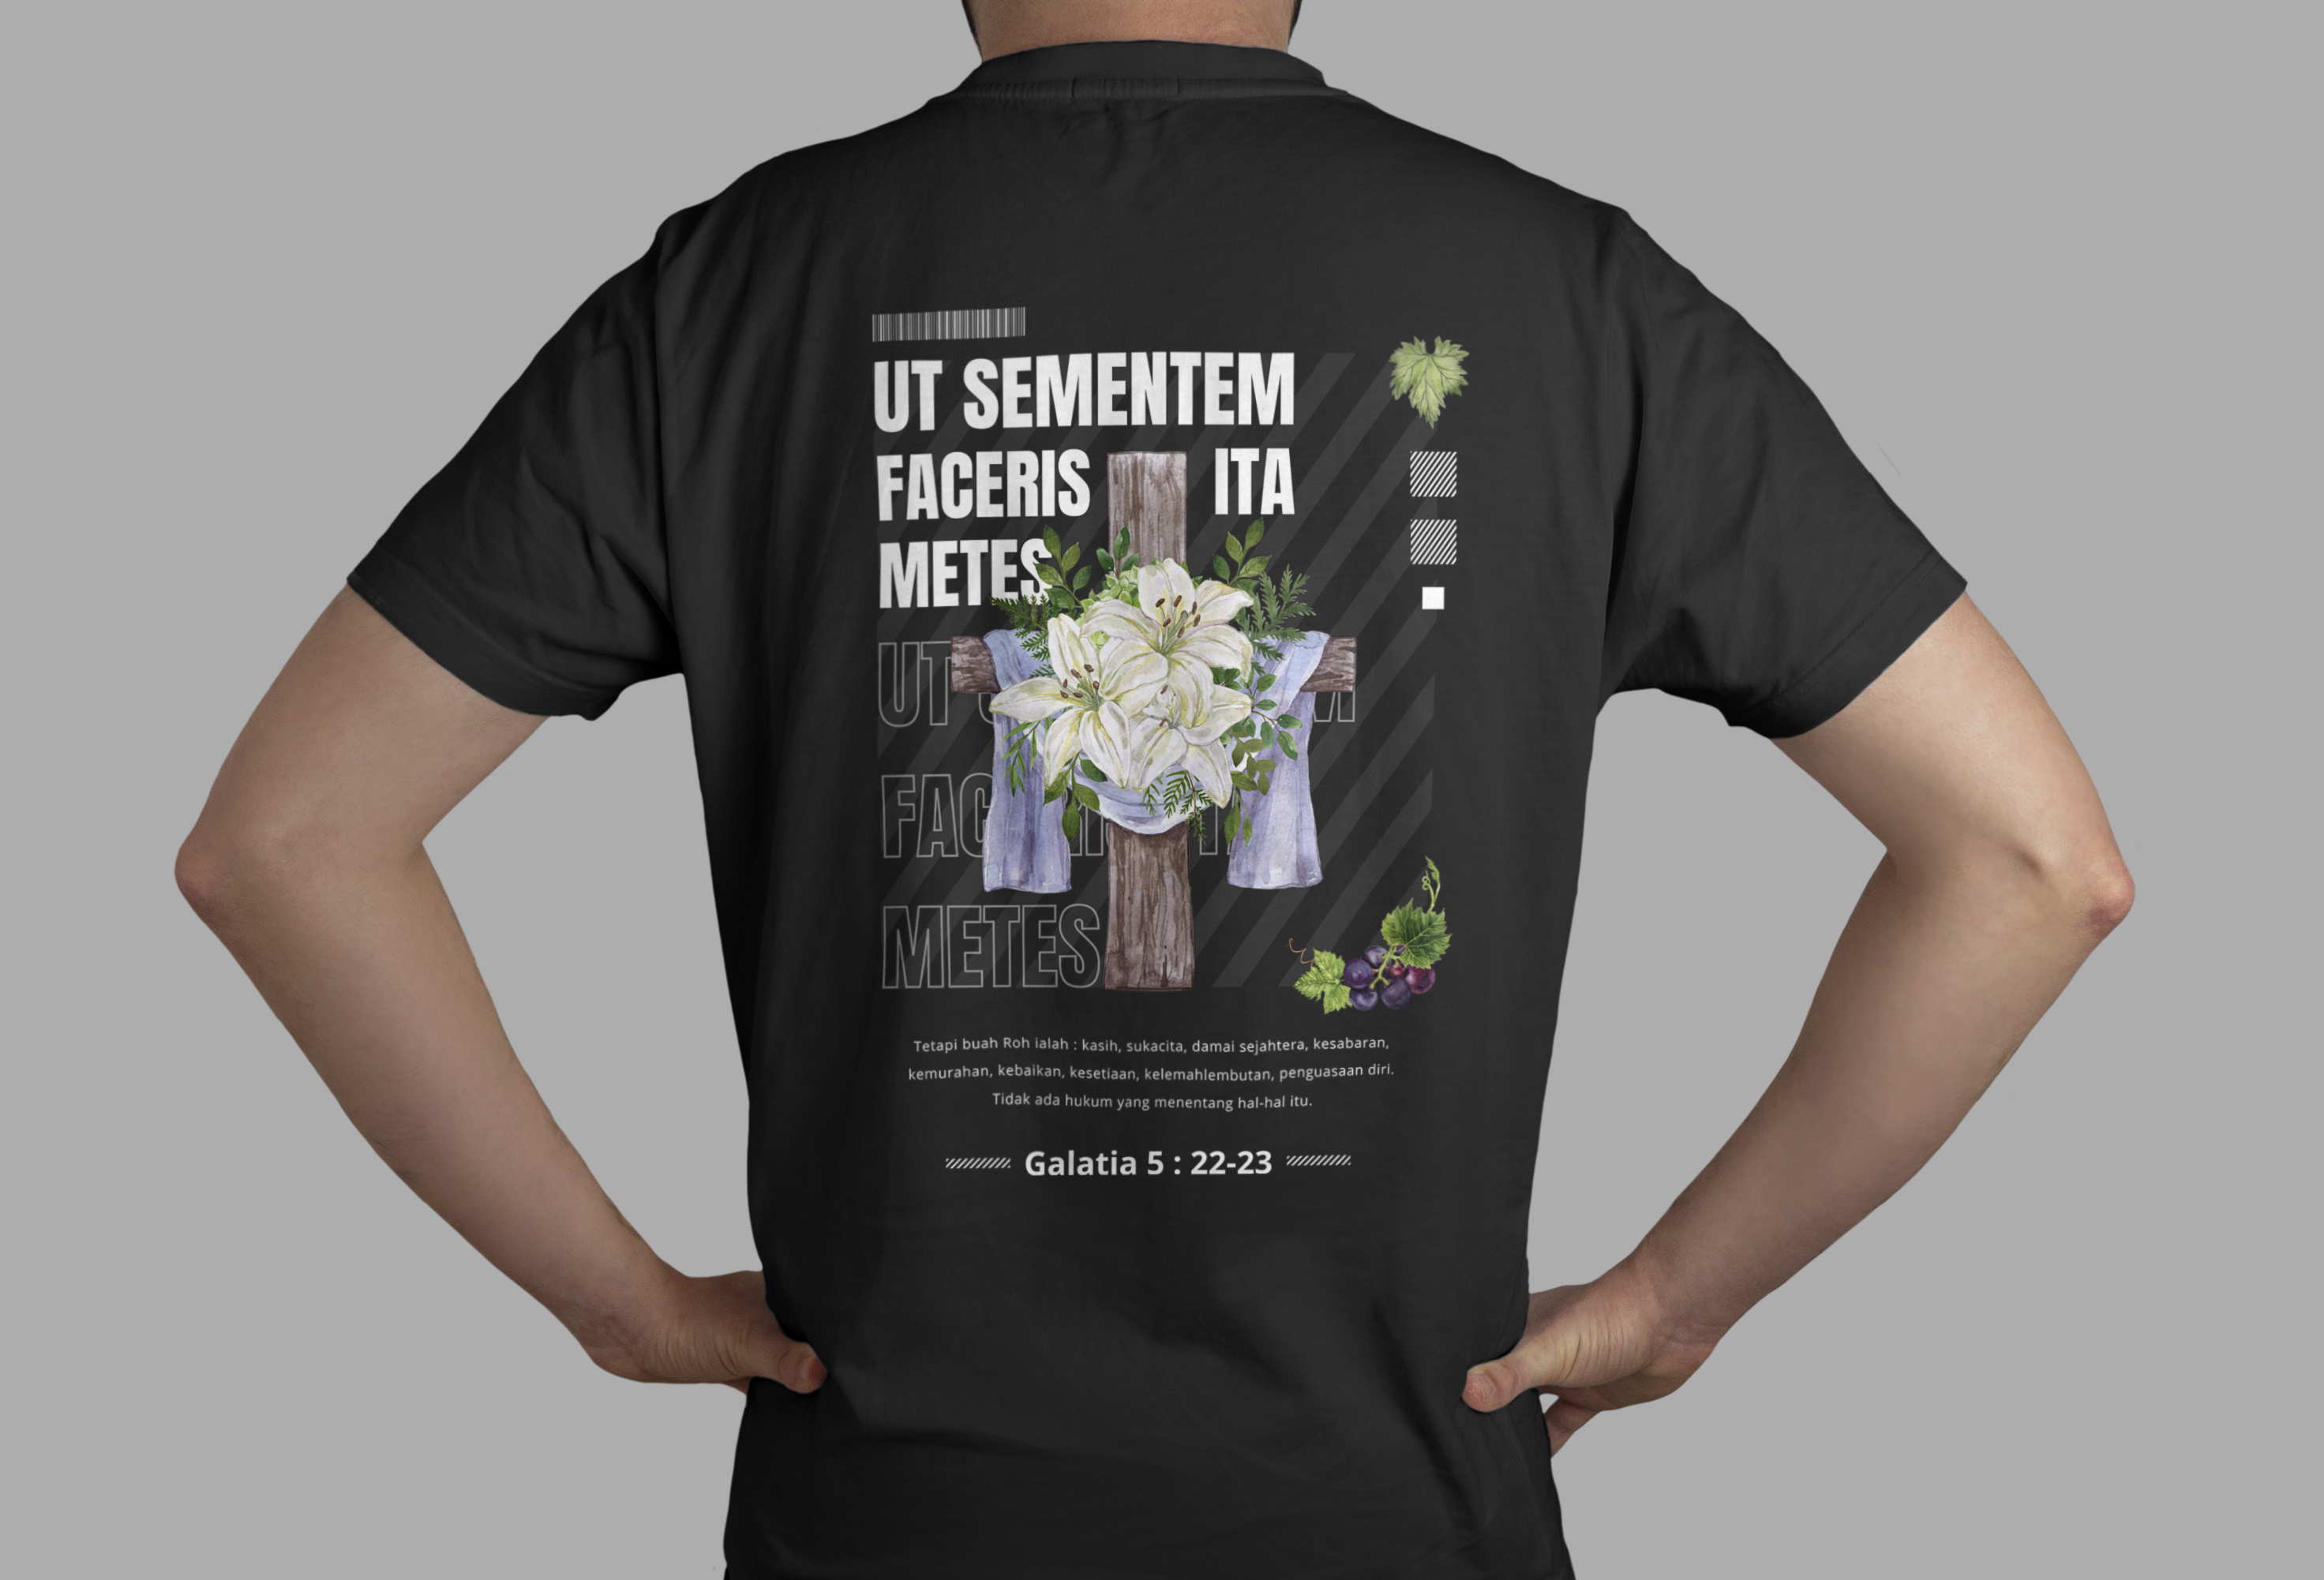 UT SEMENTEM
FACERIS ITA
METES
UT
METES
Tetapi buah Roh ialah : kasih, sukacita, damai sejahtera, kesabaran,
kemurahan, kebaikan, kesetiaan, kelemahlembutan, penguasaan diri.
Tidak ada hukum yang menentang hal-hal itu.
Galatia 5 : 22-23